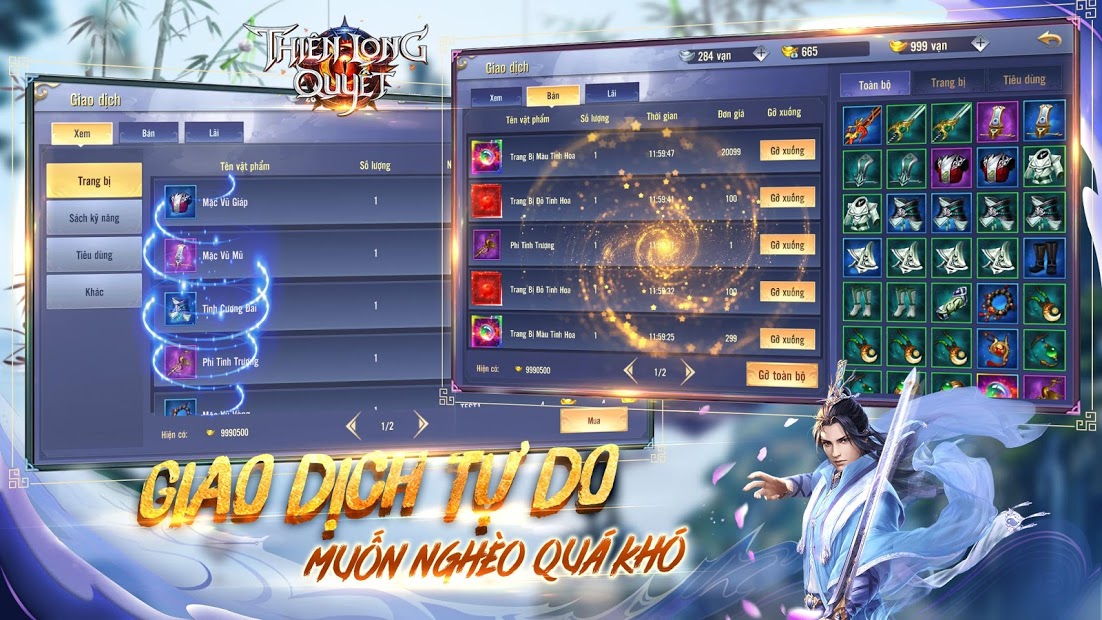 THIÊN LONG
QUYẾT
Giao dịch
Xem
Bán
Lãi
Trang bị
Sách kỹ năng
Tiêu dùng
Khác
Tên vật phẩm
Số lượng
Mặc Vũ Giáp
1
Mặc Vũ Mũ
1
Tinh Cương Đai
1
Phi Tinh Trượng
1
Hiện có:
9990500
1/2
Mua
Giao dịch
284 vạn
665
999 vạn
Xem
Bán
Lãi
Tên vật phẩm
Số lượng
Thời gian
Đơn giá
Gỡ xuống
Trang Bị Màu Tinh Hoa
1
11:59:47
20099
Gỡ xuống
Trang Bị Đỏ Tinh Hoa
1
11:59:41
100
Gỡ xuống
Phi Tinh Trượng
1
1
Gỡ xuống
Trang Bị Đỏ Tinh Hoa
1
11:59:32
100
Gỡ xuống
Trang Bị Màu Tinh Hoa
1
11:59:25
299
Gỡ xuống
Hiện có:
9990500
1/2
Gỡ toàn bộ
Toàn bộ
Trang bị
Tiêu dùng
GIAO DỊCH TỰ DO
MUỐN NGHÈO QUÁ KHÓ